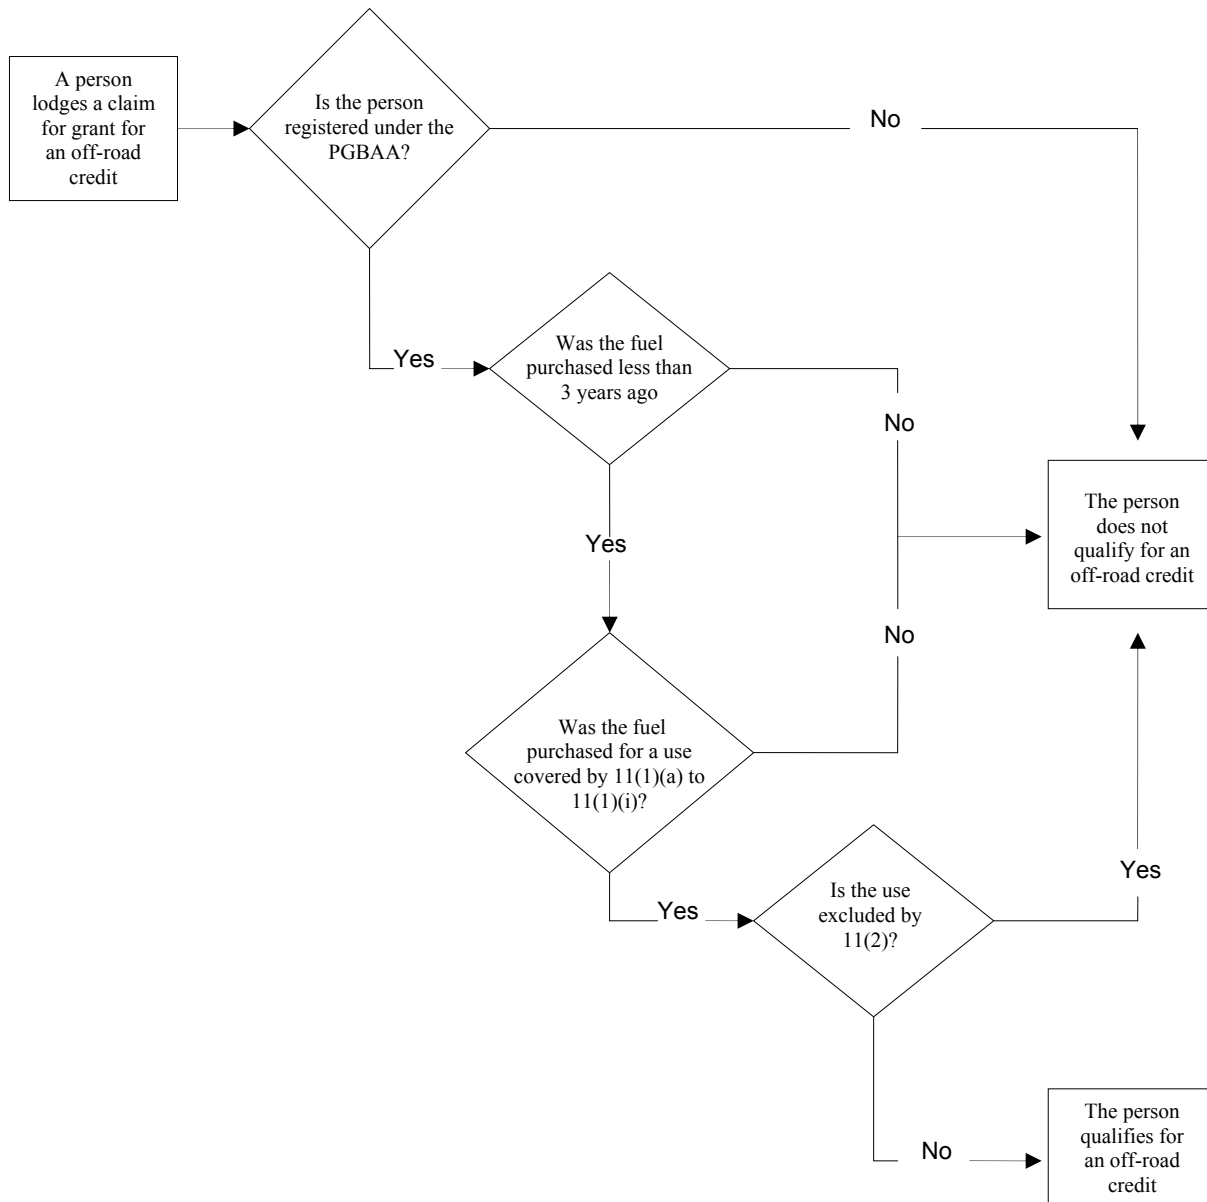 A person
lodges a claim
for grant for
an off-road
credit
Is the person
registered under the
PGBAA?
No
Yes
Was the fuel
purchased less than
3 years ago
No
Yes
The person
does not
qualify for an
off-road credit
No
Was the fuel
purchased for a use
covered by 11(1)(a) to
11(1)(i)?
Yes
Is the use
excluded by
11(2)?
Yes
No
The person
qualifies for
an off-road
credit